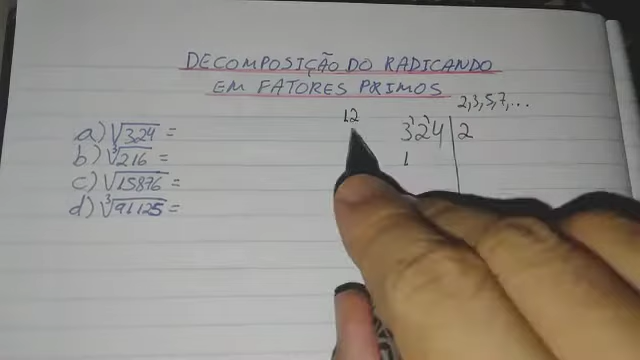 DECOMPOSIÇÃO DO RADICANDO
EM FATORES PRIMOS
2,3,5,7,...
12
324 | 2
1
a) √324 =
b) ∛216 =
c) √15876 =
d) ∛91125 =